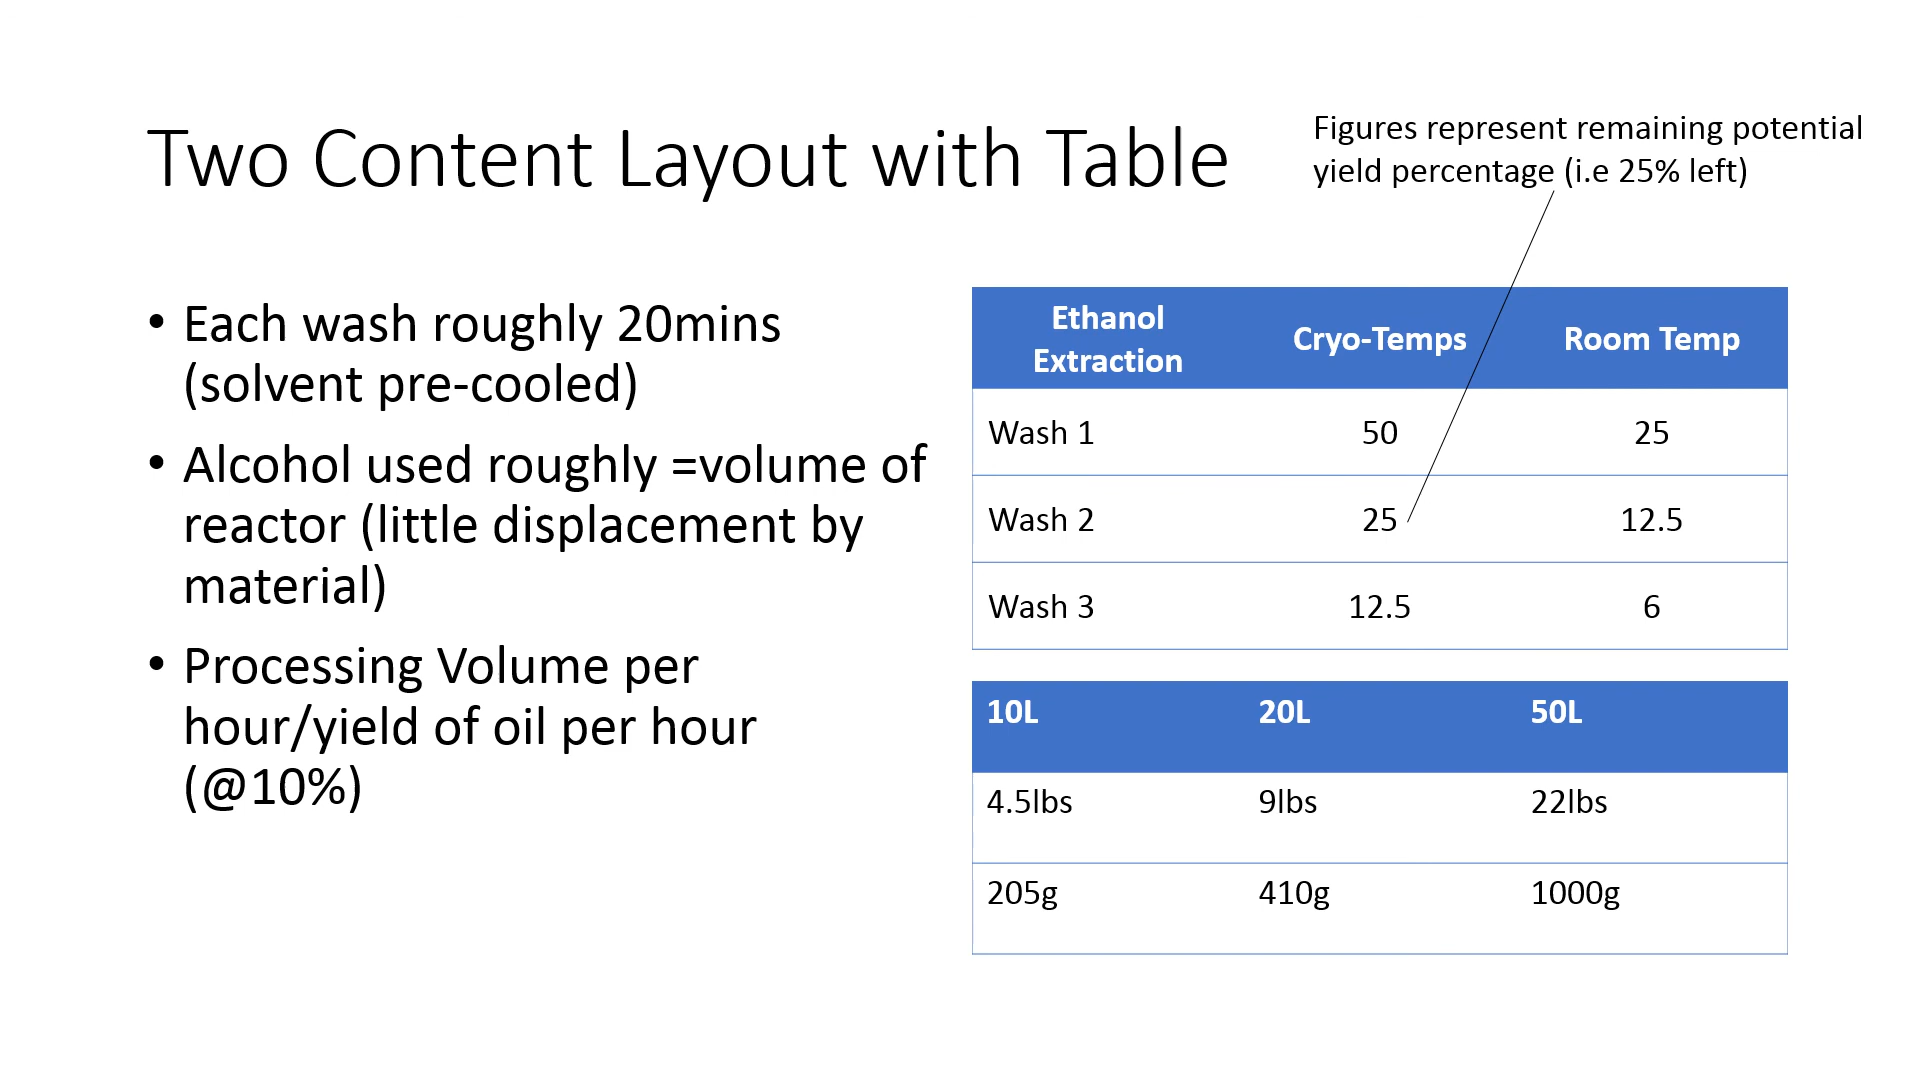 Two Content Layout with Table
Figures represent remaining potential
yield percentage (i.e 25% left)
• Each wash roughly 20mins
(solvent pre-cooled)
• Alcohol used roughly =volume of
reactor (little displacement by
material)
• Processing Volume per
hour/yield of oil per hour
(@10%)
Ethanol
Extraction
Cryo-Temps
Room Temp
Wash 1 50 25
Wash 2 25 12.5
Wash 3 12.5 6
10L 20L 50L
4.5lbs 9lbs 22lbs
205g 410g 1000g